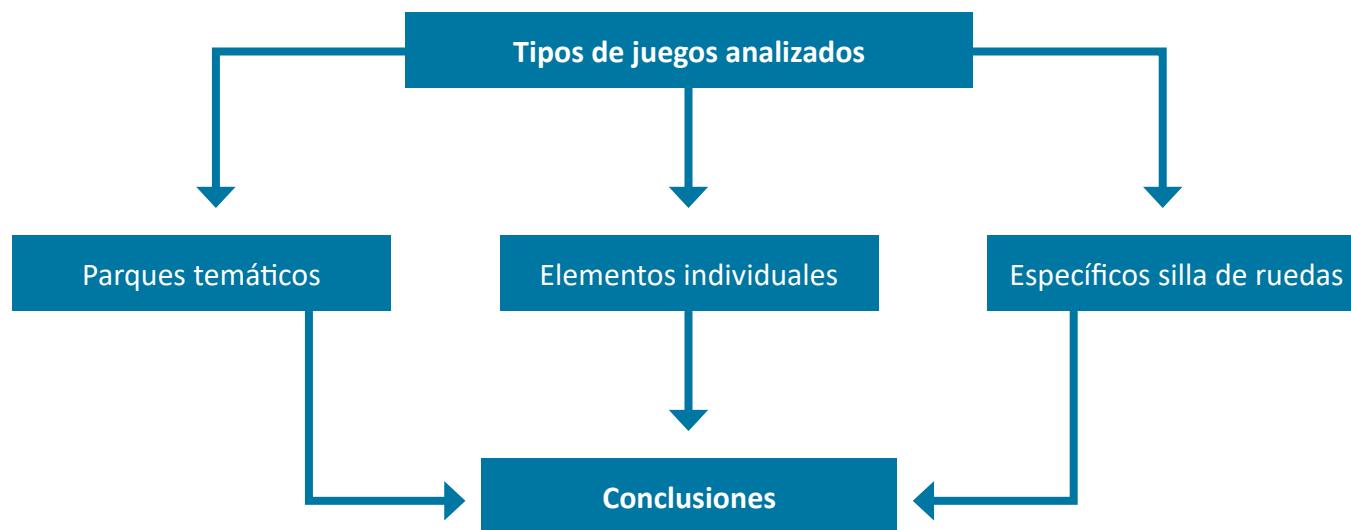 Tipos de juegos analizados
Parques temáticos
Elementos individuales
Específicos silla de ruedas
Conclusiones